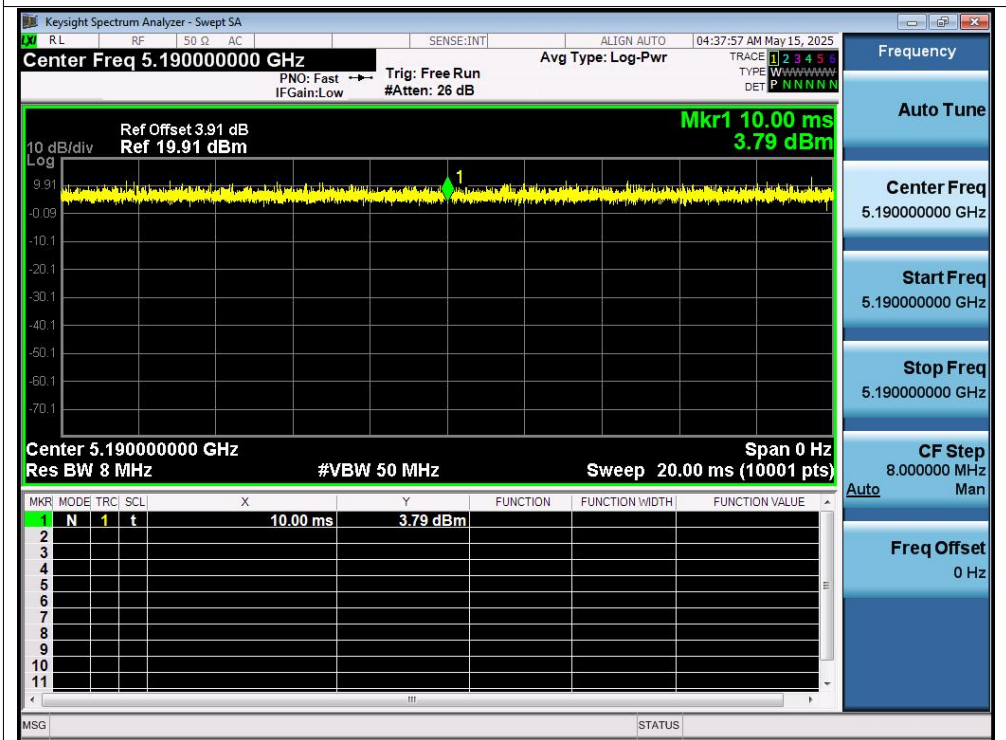 Keysight Spectrum Analyzer - Swept SA
LXI RL RF 50 Ω AC SENSE:INT ALIGN AUTO 04:37:57 AM May 15, 2025
Center Freq 5.190000000 GHz
PNO: Fast
IFGain:Low
Trig: Free Run
#Atten: 26 dB
Avg Type: Log-Pwr
TRACE 1 2 3 4 5 6
TYPE WWWWWW
DET P N N N N N
Mkr1 10.00 ms
3.79 dBm
Ref Offset 3.91 dB
10 dB/div Ref 19.91 dBm
Log
9.91
-0.09
-10.1
-20.1
-30.1
-40.1
-50.1
-60.1
-70.1
1
Center 5.190000000 GHz Span 0 Hz
Res BW 8 MHz #VBW 50 MHz Sweep 20.00 ms (10001 pts)
MKR MODE TRC SCL X Y FUNCTION FUNCTION WIDTH FUNCTION VALUE
1 N 1 t 10.00 ms 3.79 dBm
2
3
4
5
6
7
8
9
10
11
MSG STATUS
Frequency
Auto Tune
Center Freq
5.190000000 GHz
Start Freq
5.190000000 GHz
Stop Freq
5.190000000 GHz
CF Step
8.000000 MHz
Auto Man
Freq Offset
0 Hz